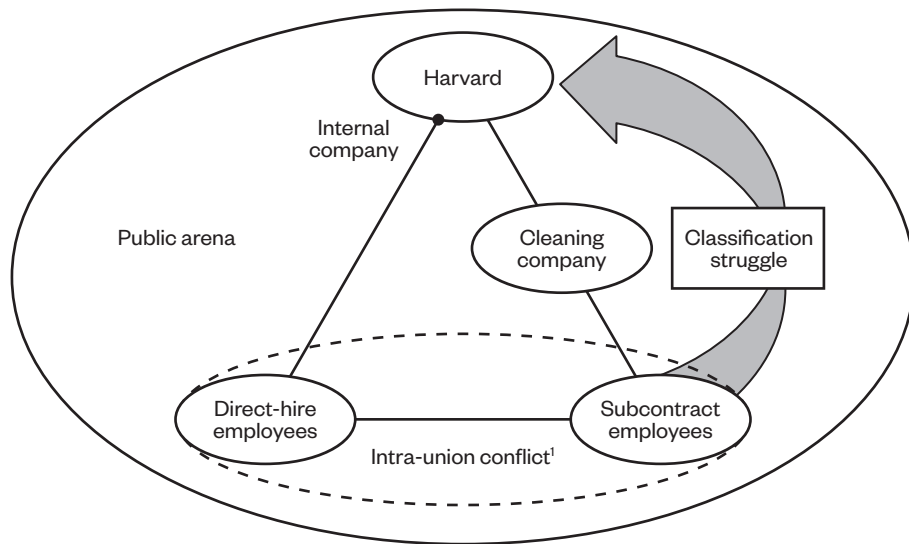 Harvard
Internal
company
Public arena
Cleaning
company
Classification
struggle
Direct-hire
employees
Subcontract
employees
Intra-union conflict¹